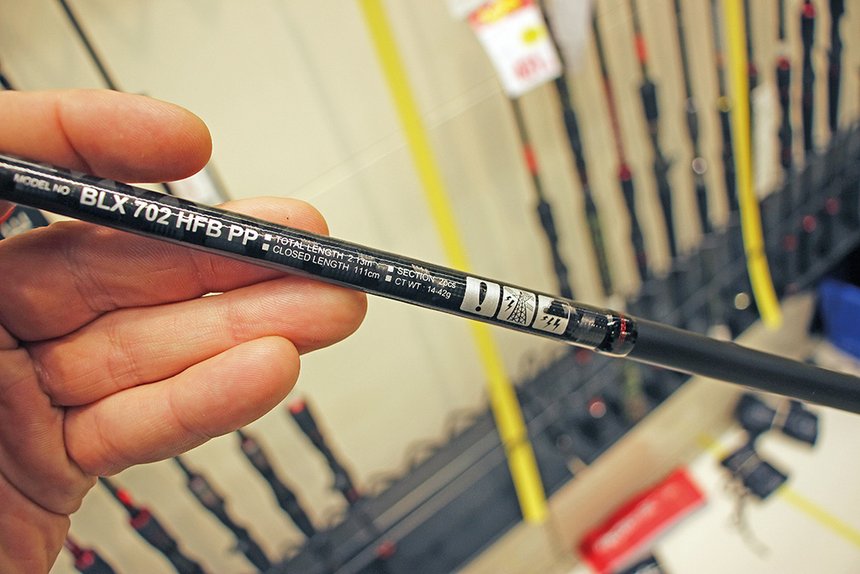 MODEL NO BLX 702 HFB PP
■ TOTAL LENGTH 2.13m ■ SECTION 2pcs
■ CLOSED LENGTH 111cm ■ CT WT · 14-42g